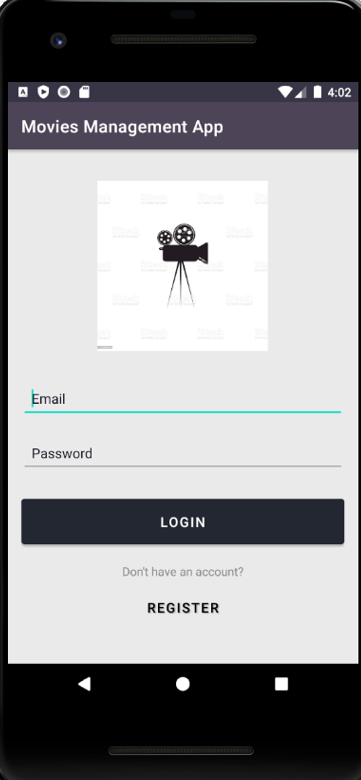 4:02
Movies Management App
Email
Password
LOGIN
Don't have an account?
REGISTER